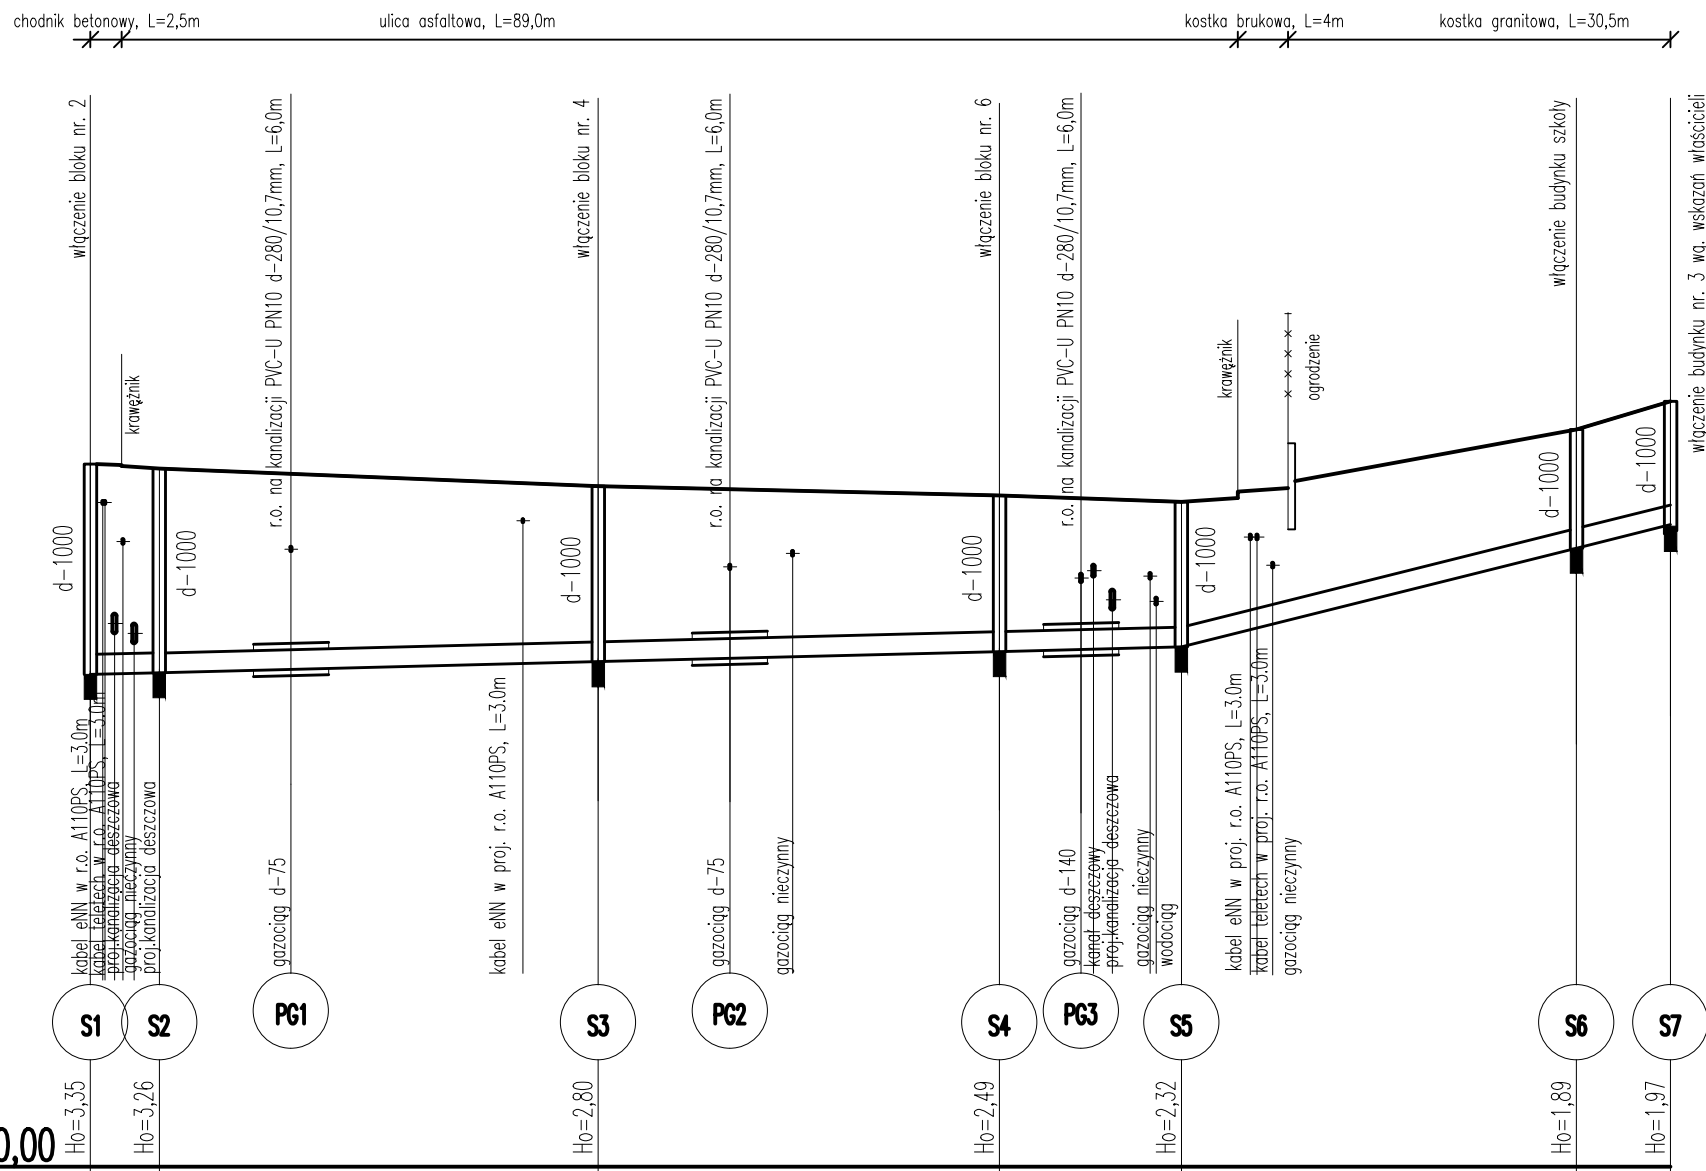 chodnik betonowy, L=2,5m
ulica asfaltowa, L=89,0m
kostka brukowa, L=4m
kostka granitowa, L=30,5m
włączenie bloku nr. 2
r.o. na kanalizacji PVC-U PN10 d-280/10,7mm, L=6,0m
włączenie bloku nr. 4
r.o. na kanalizacji PVC-U PN10 d-280/10,7mm, L=6,0m
włączenie bloku nr. 6
r.o. na kanalizacji PVC-U PN10 d-280/10,7mm, L=6,0m
włączenie budynku szkoły
włączenie budynku nr. 3 wg. wskazań właścicieli
krawężnik
krawężnik
ogrodzenie
d-1000
d-1000
d-1000
d-1000
d-1000
d-1000
d-1000
kabel eNN w r.o. A110PS, L=3.0m
kabel teletech w r.o. A110PS, L=3.0m
proj.kanalizacja deszczowa
gazociąg nieczynny
proj.kanalizacja deszczowa
gazociąg d-75
kabel eNN w proj. r.o. A110PS, L=3.0m
gazociąg d-75
gazociąg nieczynny
gazociąg d-140
kanał deszczowy
proj.kanalizacja deszczowa
gazociąg nieczynny
wodociąg
kabel eNN w proj. r.o. A110PS, L=3.0m
kabel teletech w proj. r.o. A110PS, L=3.0m
gazociąg nieczynny
S1
S2
PG1
S3
PG2
S4
PG3
S5
S6
S7
Ho=3,35
Ho=3,26
Ho=2,80
Ho=2,49
Ho=2,32
Ho=1,89
Ho=1,97
0,00